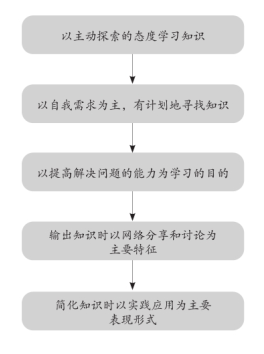 以主动探索的态度学习知识
以自我需求为主，有计划地寻找知识
以提高解决问题的能力为学习的目的
输出知识时以网络分享和讨论为
主要特征
简化知识时以实践应用为主要
表现形式